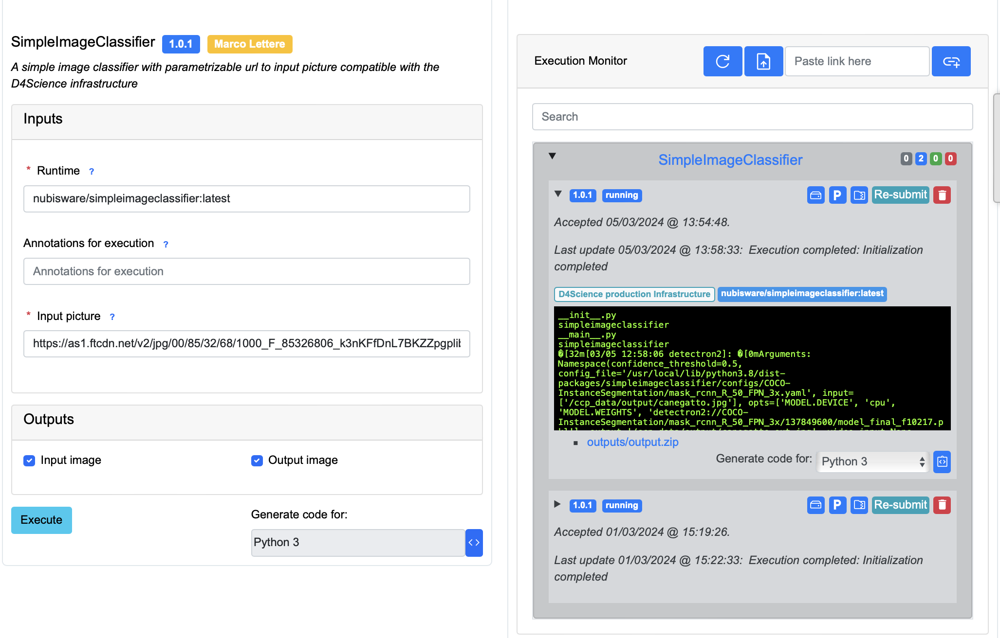 SimpleImageClassifier 1.0.1 Marco Lettere
A simple image classifier with parametrizable url to input picture compatible with the
D4Science infrastructure
Inputs
* Runtime ?
nubisware/simpleimageclassifier:latest
Annotations for execution ?
Annotations for execution
* Input picture ?
https://as1.ftcdn.net/v2/jpg/00/85/32/68/1000_F_85326806_k3nKFfDnL7BKZZpgplib
Outputs
Input image
Output image
Execute
Generate code for:
Python 3
Execution Monitor
Paste link here
Search
SimpleImageClassifier
0 2 0 0
1.0.1 running P Re-submit
Accepted 05/03/2024 @ 13:54:48.
Last update 05/03/2024 @ 13:58:33: Execution completed: Initialization
completed
D4Science production Infrastructure nubisware/simpleimageclassifier:latest
__init__.py
simpleimageclassifier
__main__.py
simpleimageclassifier
�[32m[03/05 12:58:06 detectron2]: �[0mArguments:
Namespace(confidence_threshold=0.5,
config_file='/usr/local/lib/python3.8/dist-
packages/simpleimageclassifier/configs/COCO-
InstanceSegmentation/mask_rcnn_R_50_FPN_3x.yaml', input=
['/ccp_data/output/canegatto.jpg'], opts=['MODEL.DEVICE', 'cpu',
'MODEL.WEIGHTS', 'detectron2://COCO-
InstanceSegmentation/mask_rcnn_R_50_FPN_3x/137849600/model_final_f10217.p
outputs/output.zip
Generate code for: Python 3
1.0.1 running P Re-submit
Accepted 01/03/2024 @ 15:19:26.
Last update 01/03/2024 @ 15:22:33: Execution completed: Initialization
completed